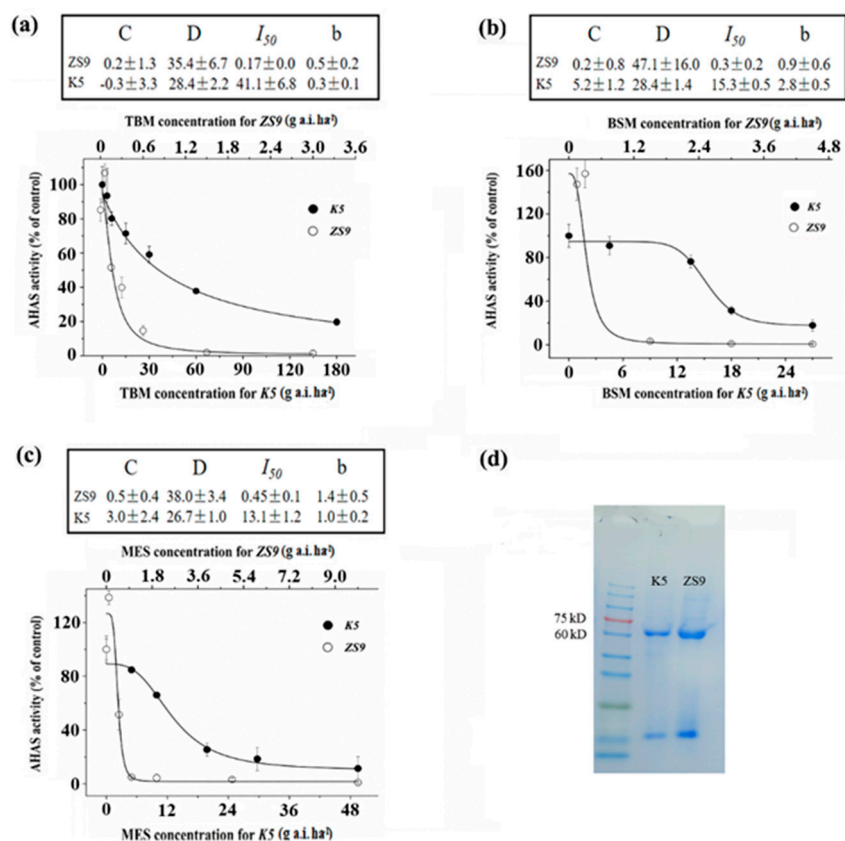 (a)
C D I50 b
ZS9 0.2±1.3 35.4±6.7 0.17±0.0 0.5±0.2
K5 -0.3±3.3 28.4±2.2 41.1±6.8 0.3±0.1
TBM concentration for ZS9 (g a.i. ha-1)
0 0.6 1.2 1.8 2.4 3.0 3.6
AHAS activity (% of control)
100
80
60
40
20
0
K5
ZS9
0 30 60 90 120 150 180
TBM concentration for K5 (g a.i. ha-1)
(b)
C D I50 b
ZS9 0.2±0.8 47.1±16.0 0.3±0.2 0.9±0.6
K5 5.2±1.2 28.4±1.4 15.3±0.5 2.8±0.5
BSM concentration for ZS9 (g a.i. ha-1)
0 1.2 2.4 3.6 4.8
AHAS activity (% of control)
160
120
80
40
0
K5
ZS9
0 6 12 18 24
BSM concentration for K5 (g a.i. ha-1)
(c)
C D I50 b
ZS9 0.5±0.4 38.0±3.4 0.45±0.1 1.4±0.5
K5 3.0±2.4 26.7±1.0 13.1±1.2 1.0±0.2
MES concentration for ZS9 (g a.i. ha-1)
0 1.8 3.6 5.4 7.2 9.0
AHAS activity (% of control)
120
80
40
0
K5
ZS9
0 12 24 36 48
MES concentration for K5 (g a.i. ha-1)
(d)
K5 ZS9
75 kD
60 kD